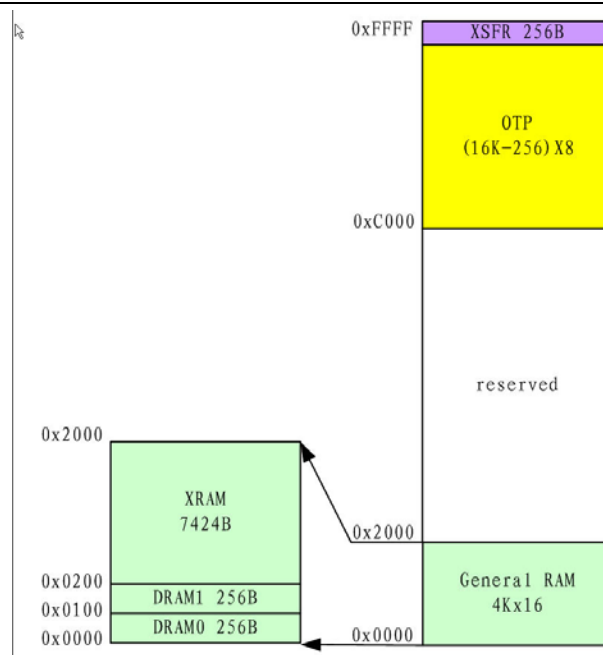 0xFFFF
XSFR 256B
OTP
(16K-256)X8
0xC000
reserved
0x2000
XRAM
7424B
0x2000
0x0200
General RAM
4Kx16
DRAM1 256B
0x0100
DRAM0 256B
0x0000
0x0000